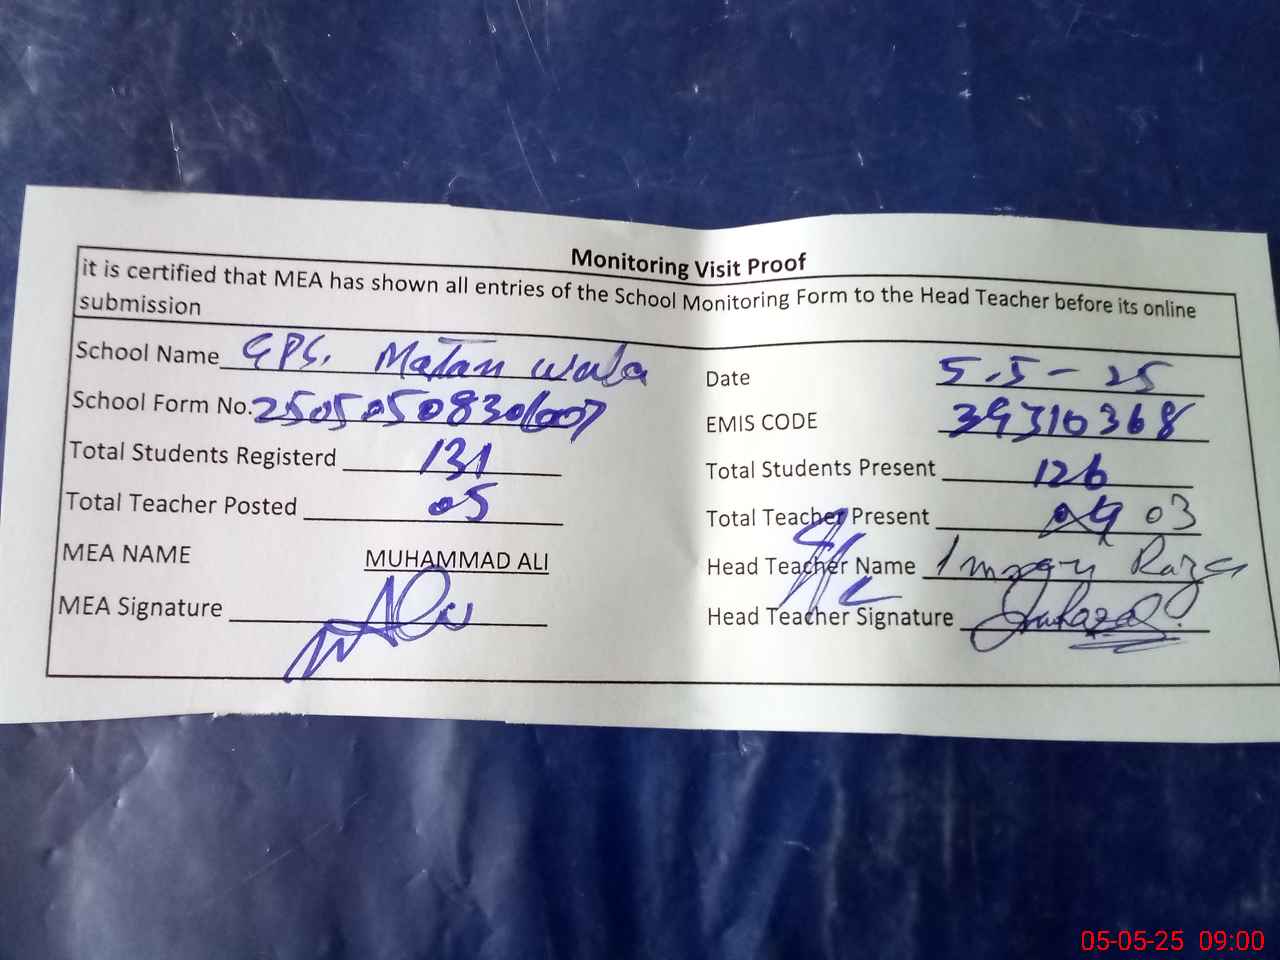 Monitoring Visit Proof
it is certified that MEA has shown all entries of the School Monitoring Form to the Head Teacher before its online
submission
School Name GPS. Matan wala
Date 5.5-25
School Form No. 2505050830
EMIS CODE 39310368
Total Students Registerd 131
Total Students Present 126
Total Teacher Posted 05
Total Teacher Present 03
MEA NAME MUHAMMAD ALI
Head Teacher Name Raza
MEA Signature
Head Teacher Signature
05-05-25 09:00